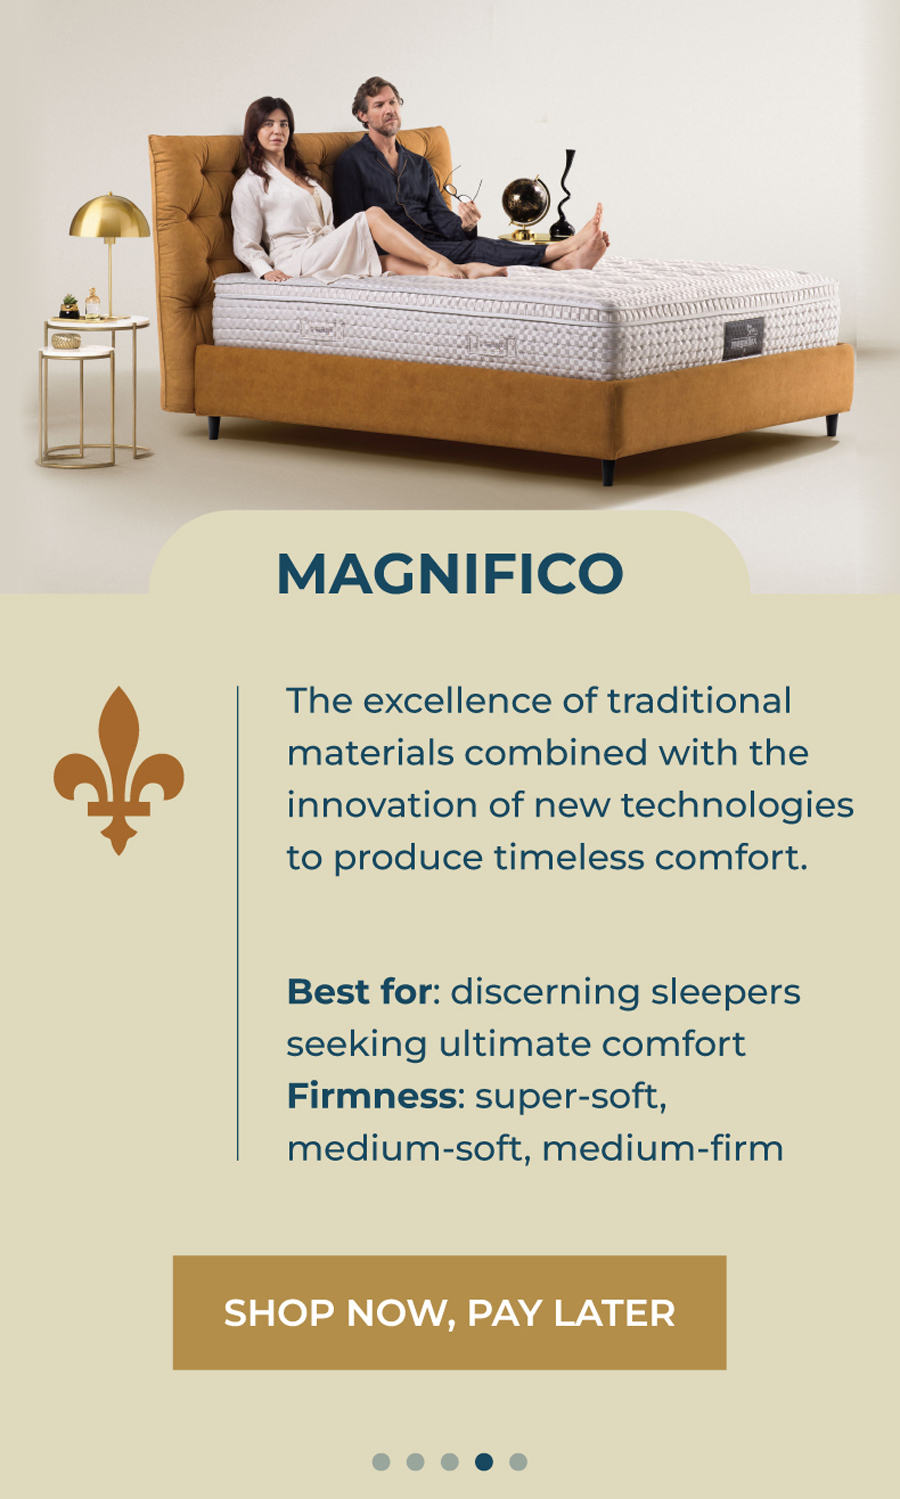 MAGNIFICO
The excellence of traditional
materials combined with the
innovation of new technologies
to produce timeless comfort.
Best for: discerning sleepers
seeking ultimate comfort
Firmness: super-soft,
medium-soft, medium-firm
SHOP NOW, PAY LATER